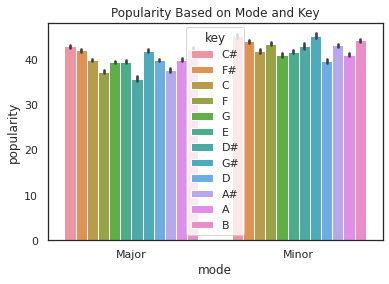 Popularity Based on Mode and Key
popularity
40
30
20
10
0
key
C#
F#
C
F
G
E
D#
G#
D
A#
A
B
Major
Minor
mode